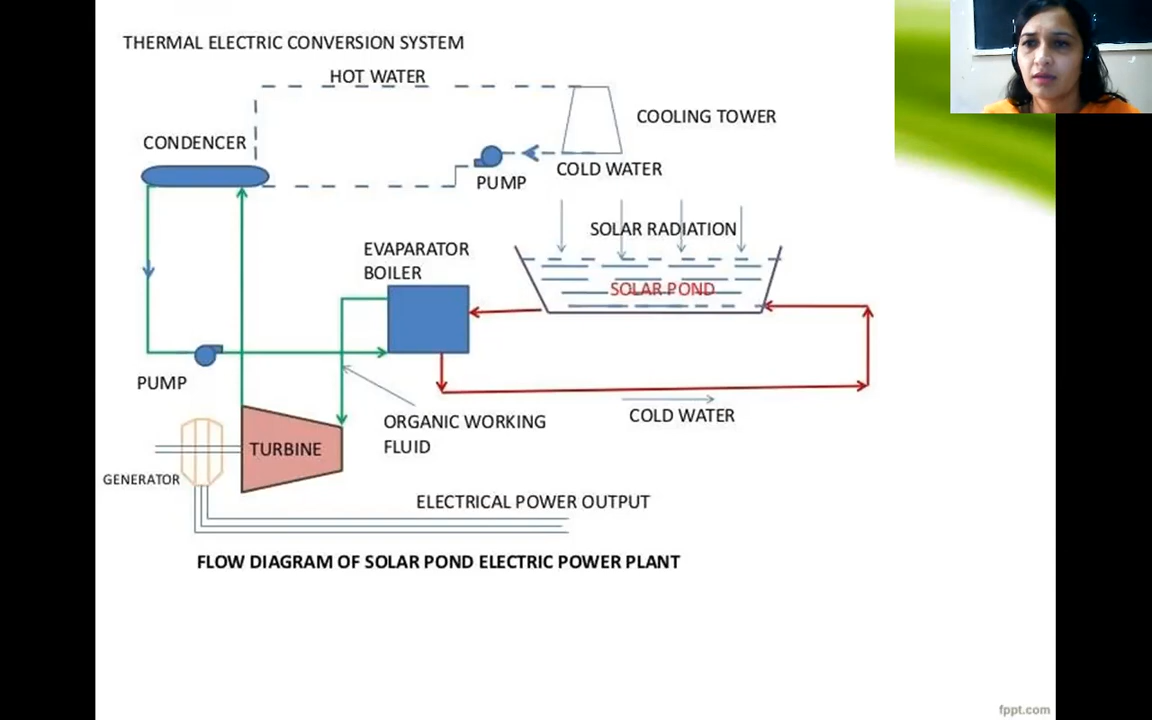 THERMAL ELECTRIC CONVERSION SYSTEM
HOT WATER
COOLING TOWER
CONDENCER
COLD WATER
PUMP
SOLAR RADIATION
EVAPARATOR
BOILER
SOLAR POND
PUMP
COLD WATER
ORGANIC WORKING
FLUID
TURBINE
GENERATOR
ELECTRICAL POWER OUTPUT
FLOW DIAGRAM OF SOLAR POND ELECTRIC POWER PLANT
fppt.com